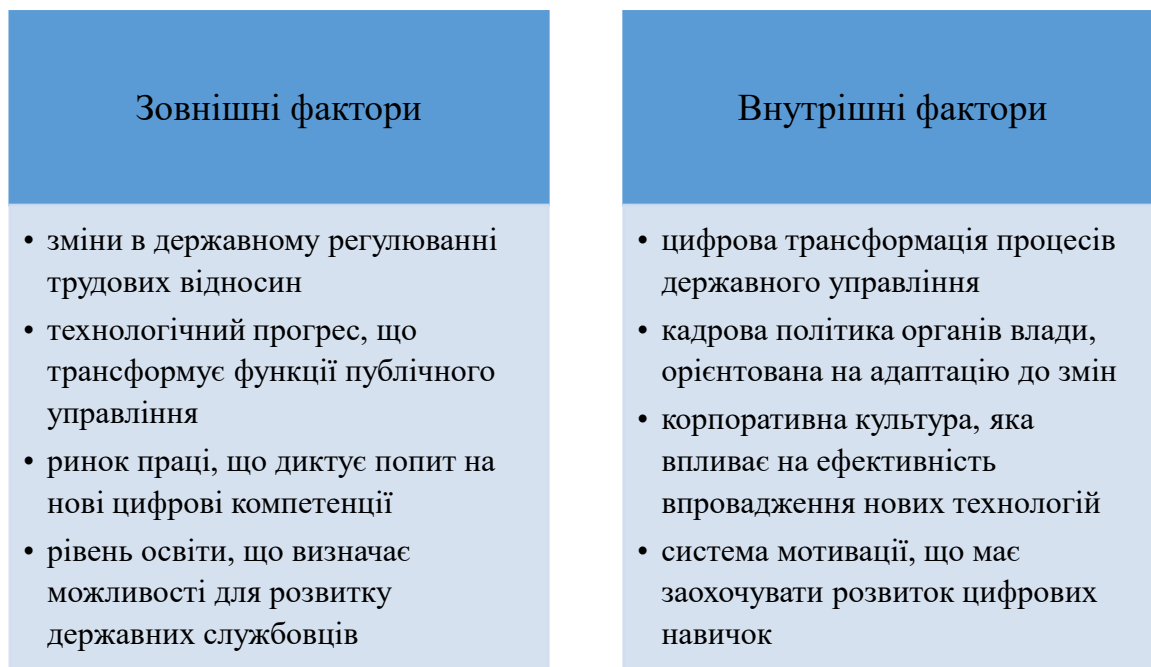 Зовнішні фактори
• зміни в державному регулюванні
трудових відносин
• технологічний прогрес, що
трансформує функції публічного
управління
• ринок праці, що диктує попит на
нові цифрові компетенції
• рівень освіти, що визначає
можливості для розвитку
державних службовців
Внутрішні фактори
• цифрова трансформація процесів
державного управління
• кадрова політика органів влади,
орієнтована на адаптацію до змін
• корпоративна культура, яка
впливає на ефективність
впровадження нових технологій
• система мотивації, що має
заохочувати розвиток цифрових
навичок